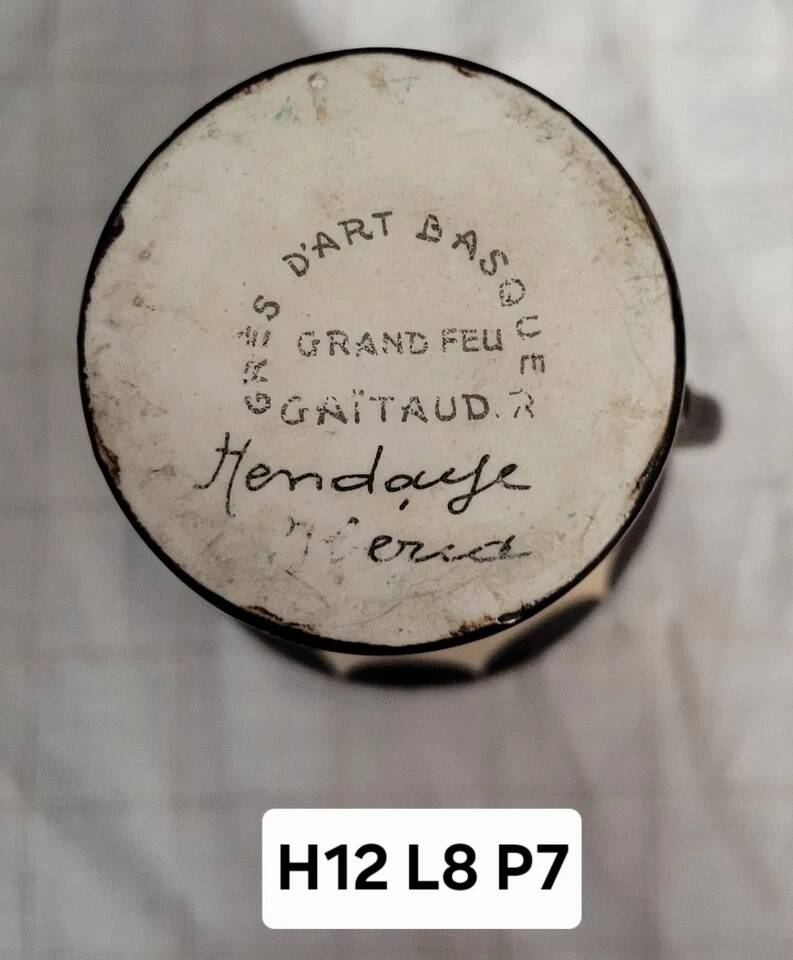 GRÈS D'ART BASQUE
GRAND FEU
GAÏTAUD.R
Hendaye
H12 L8 P7